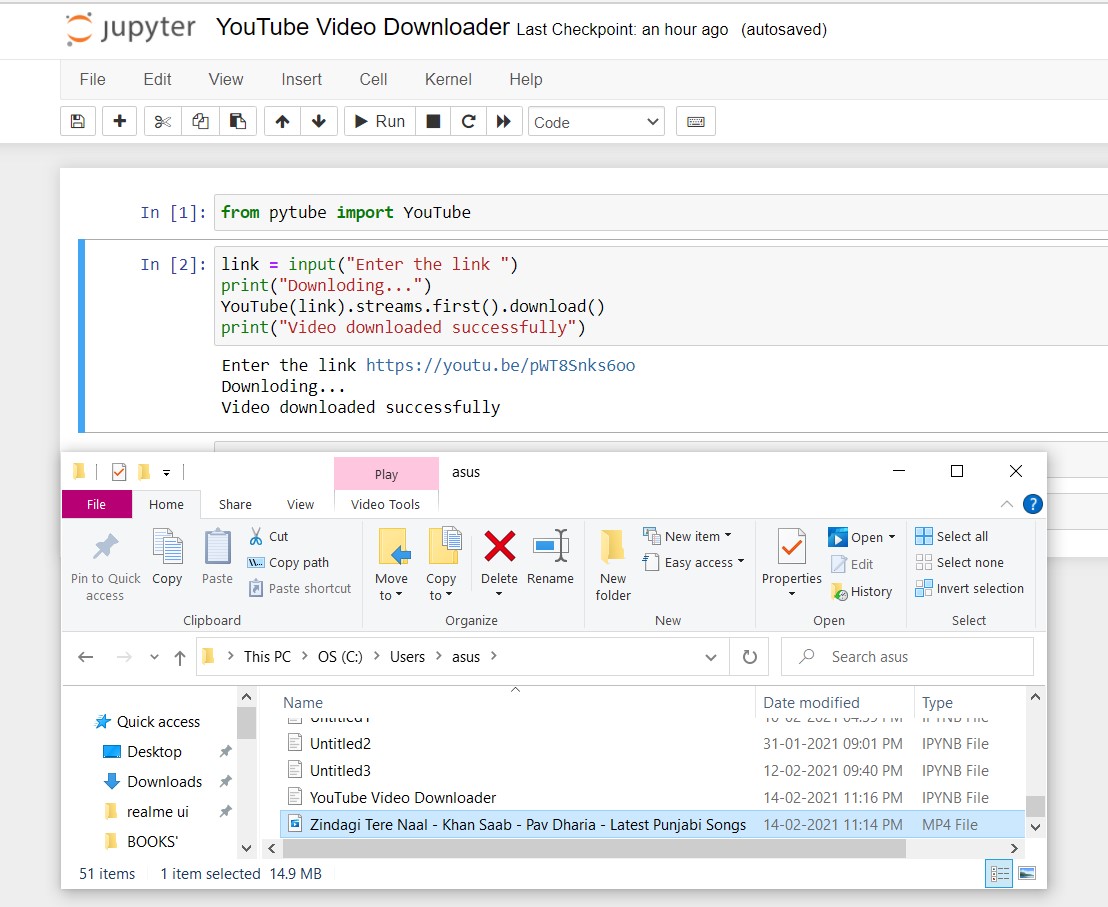 jupyter YouTube Video Downloader Last Checkpoint: an hour ago (autosaved)
File Edit View Insert Cell Kernel Help
Run Code
In [1]: from pytube import YouTube
In [2]: link = input("Enter the link ")
print("Downloding...")
YouTube(link).streams.first().download()
print("Video downloaded successfully")
Enter the link https://youtu.be/pWT8Snks6oo
Downloding...
Video downloaded successfully
Play asus
File Home Share View Video Tools
Pin to Quick access
Copy
Paste
Cut
Copy path
Paste shortcut
Clipboard
Move to
Copy to
Delete
Rename
Organize
New folder
New item
Easy access
New
Properties
Open
Edit
History
Open
Select all
Select none
Invert selection
Select
This PC OS (C:) Users asus Search asus
Quick access
Desktop
Downloads
realme ui
BOOKS'
Name Date modified Type
Untitled1
Untitled2 31-01-2021 09:01 PM IPYNB File
Untitled3 12-02-2021 09:40 PM IPYNB File
YouTube Video Downloader 14-02-2021 11:16 PM IPYNB File
Zindagi Tere Naal - Khan Saab - Pav Dharia - Latest Punjabi Songs 14-02-2021 11:14 PM MP4 File
51 items 1 item selected 14.9 MB